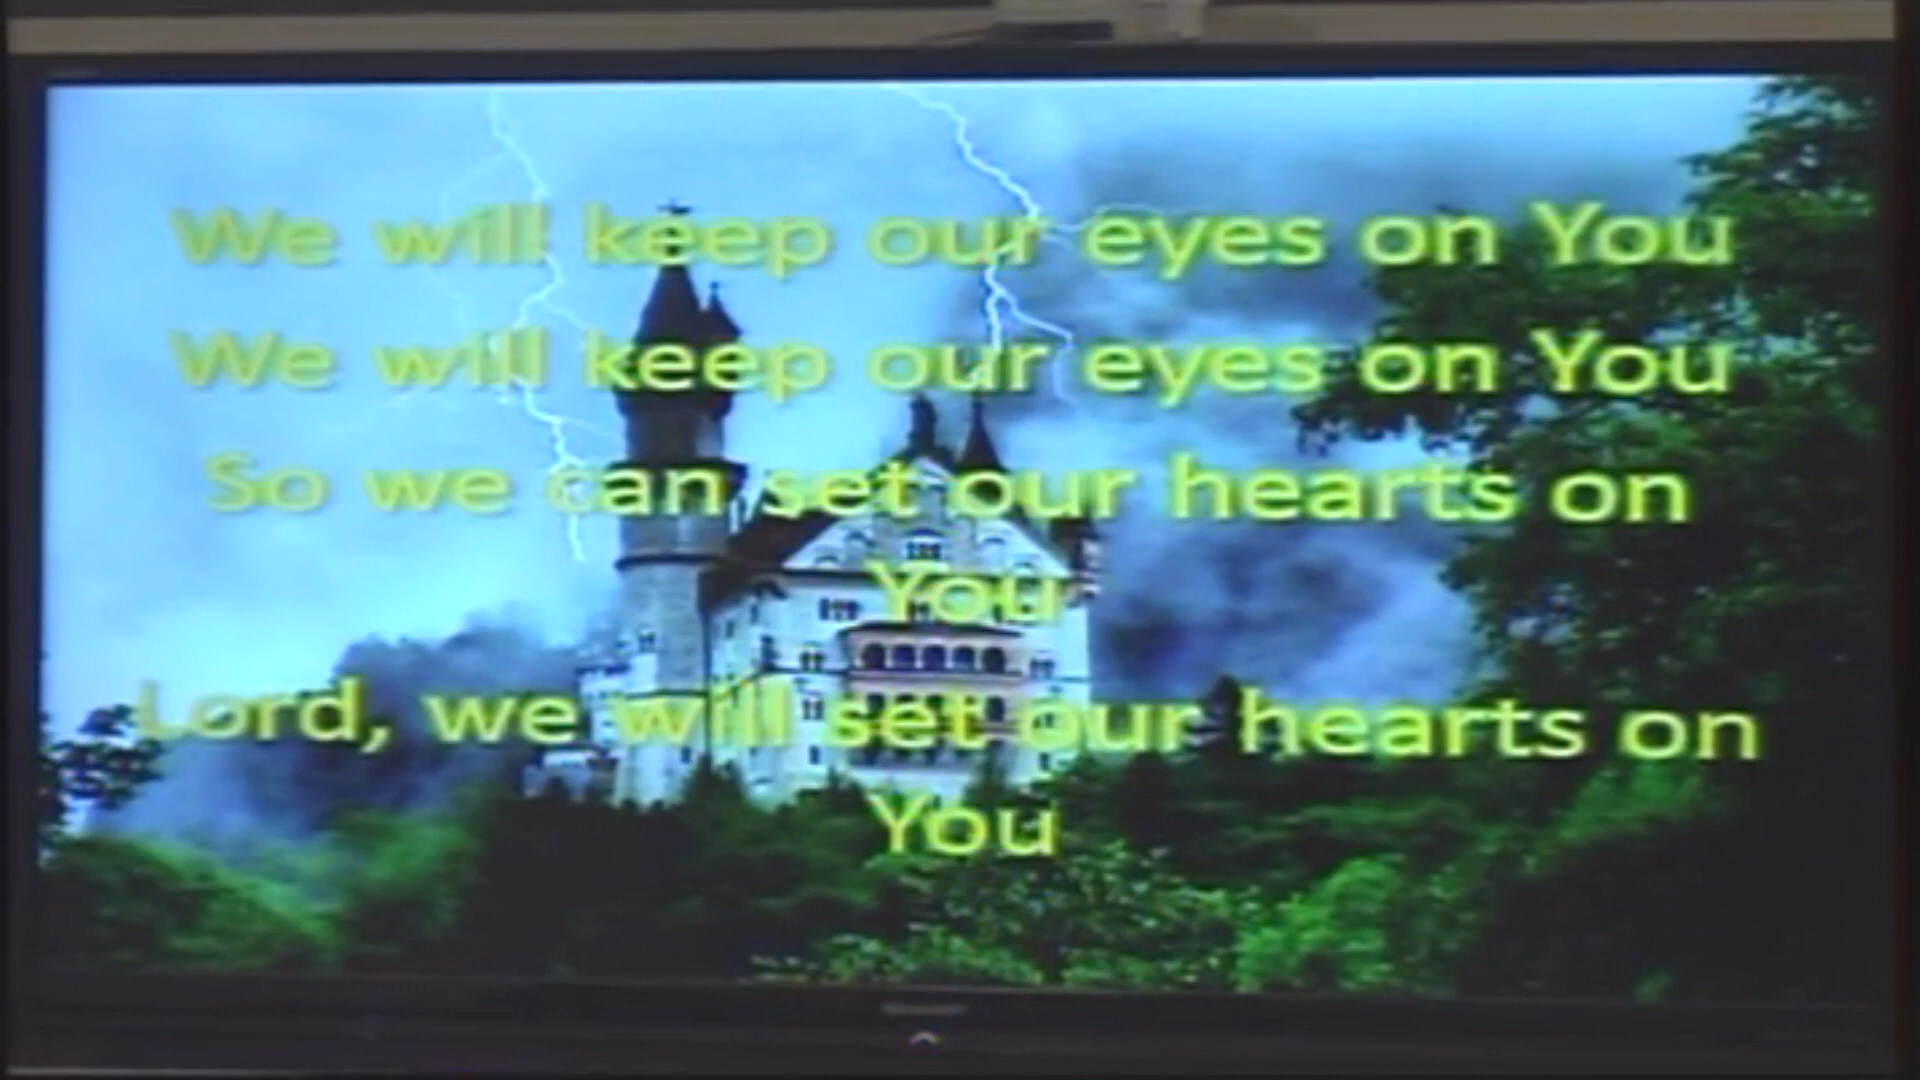 We will keep our eyes on You
We will keep our eyes on You
So we can set our hearts on
You
Lord, we will set our hearts on
You